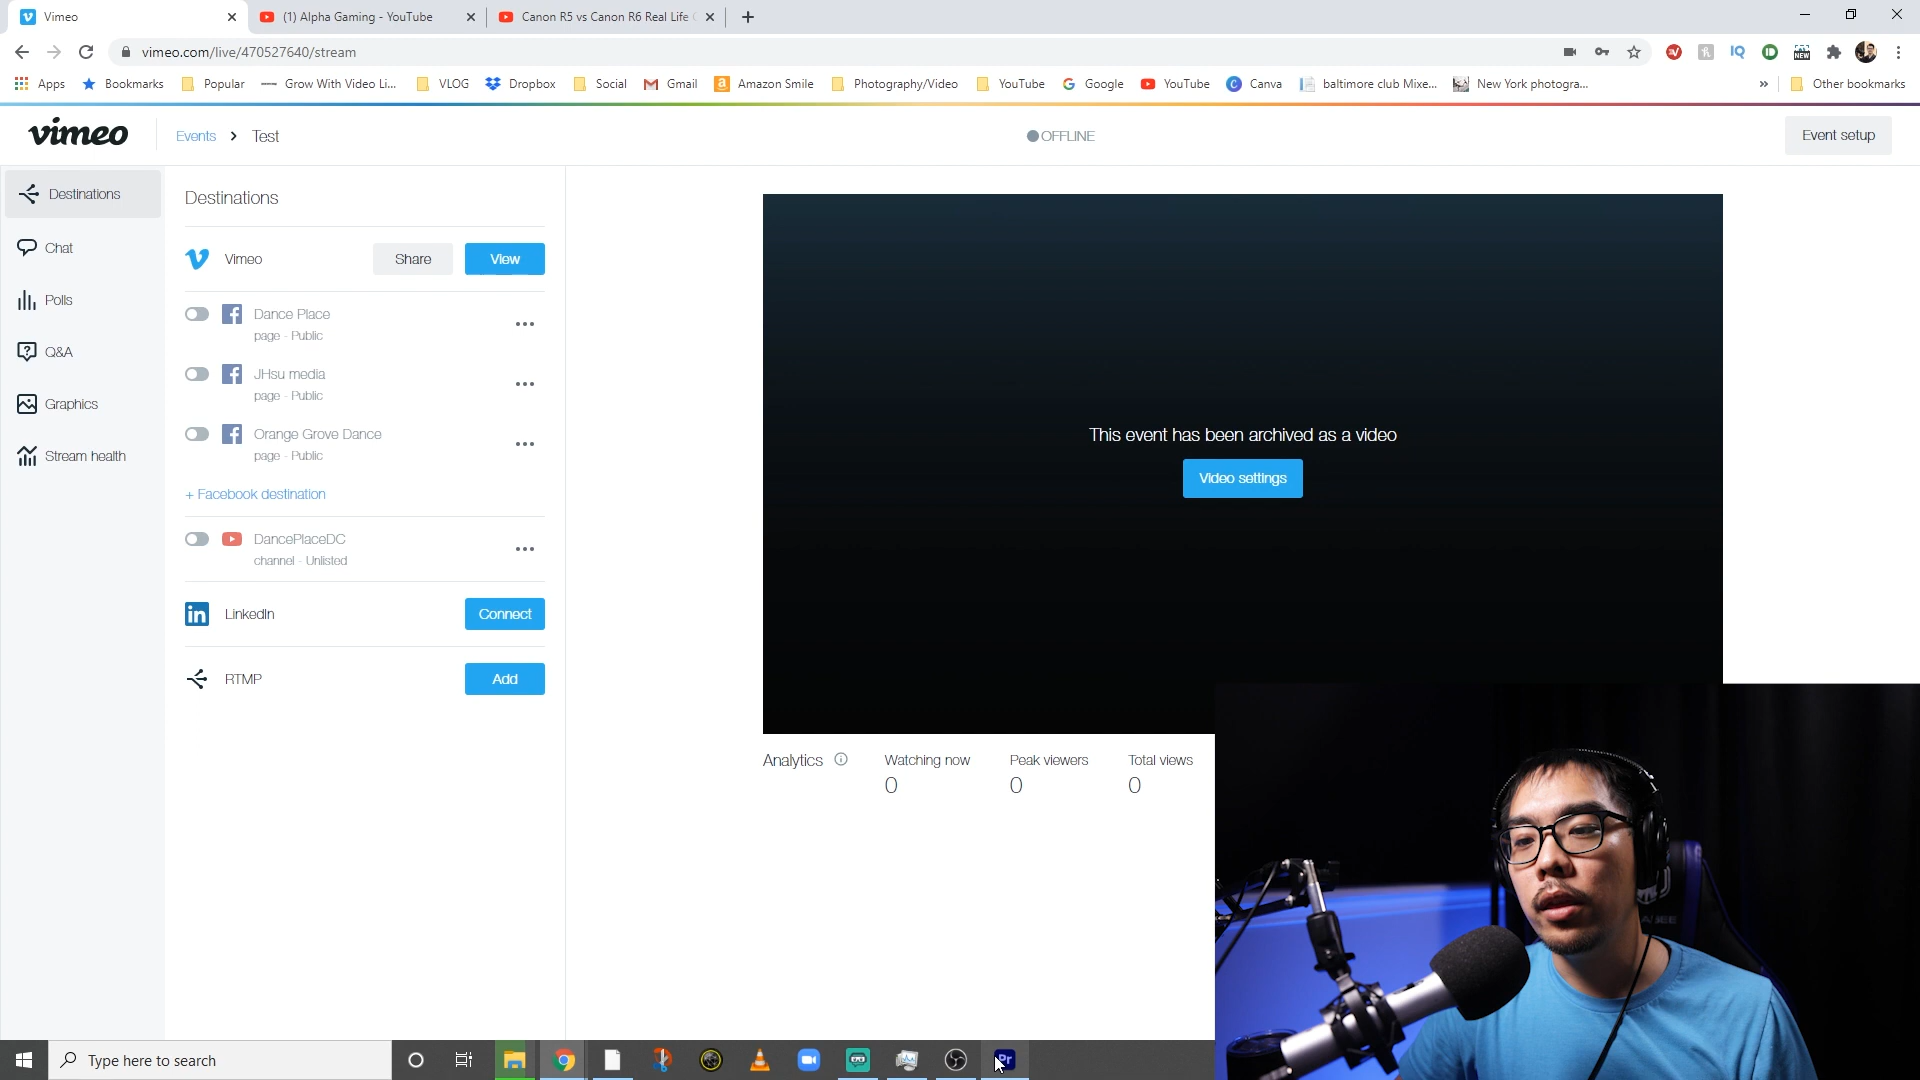 Vimeo
(1) Alpha Gaming - YouTube
Canon R5 vs Canon R6 Real Life
vimeo.com/live/470527640/stream
Apps
Bookmarks
Popular
Grow With Video Li...
VLOG
Dropbox
Social
Gmail
Amazon Smile
Photography/Video
YouTube
Google
YouTube
Canva
baltimore club Mixe...
New York photogra...
»
Other bookmarks
vimeo
Events > Test
OFFLINE
Event setup
Destinations
Chat
Polls
Q&A
Graphics
Stream health
Destinations
Vimeo
Share
View
Dance Place
page - Public
JHsu media
page - Public
Orange Grove Dance
page - Public
+ Facebook destination
DancePlaceDC
channel - Unlisted
LinkedIn
Connect
RTMP
Add
This event has been archived as a video
Video settings
Analytics
Watching now
0
Peak viewers
0
Total views
0
Type here to search
Pr